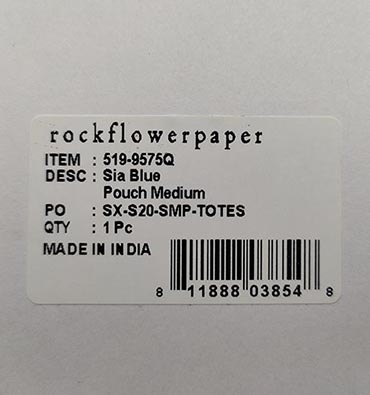 rockflowerpaper
ITEM : 519-9575Q
DESC : Sia Blue
Pouch Medium
PO : SX-S20-SMP-TOTES
QTY : 1 Pc
MADE IN INDIA
8 11888 03854 8